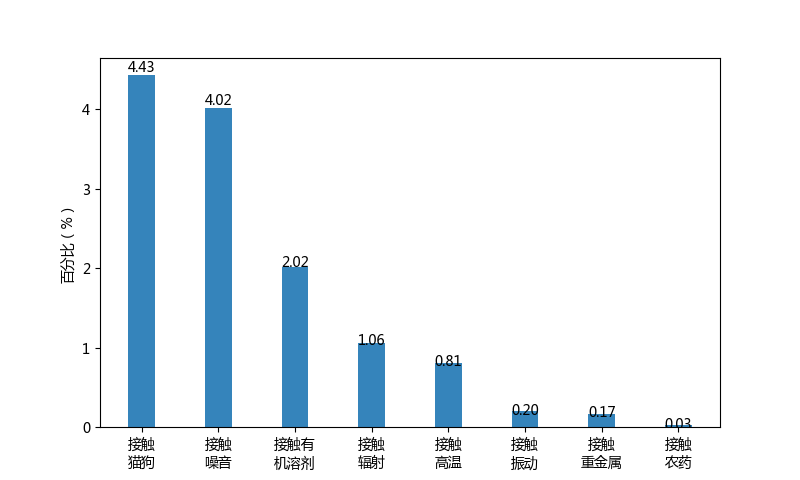 4.43
4.02
2.02
1.06
0.81
0.20
0.17
0.03
百分比（%）
4
3
2
1
0
接触
猫狗
接触
噪音
接触有
机溶剂
接触
辐射
接触
高温
接触
振动
接触
重金属
接触
农药